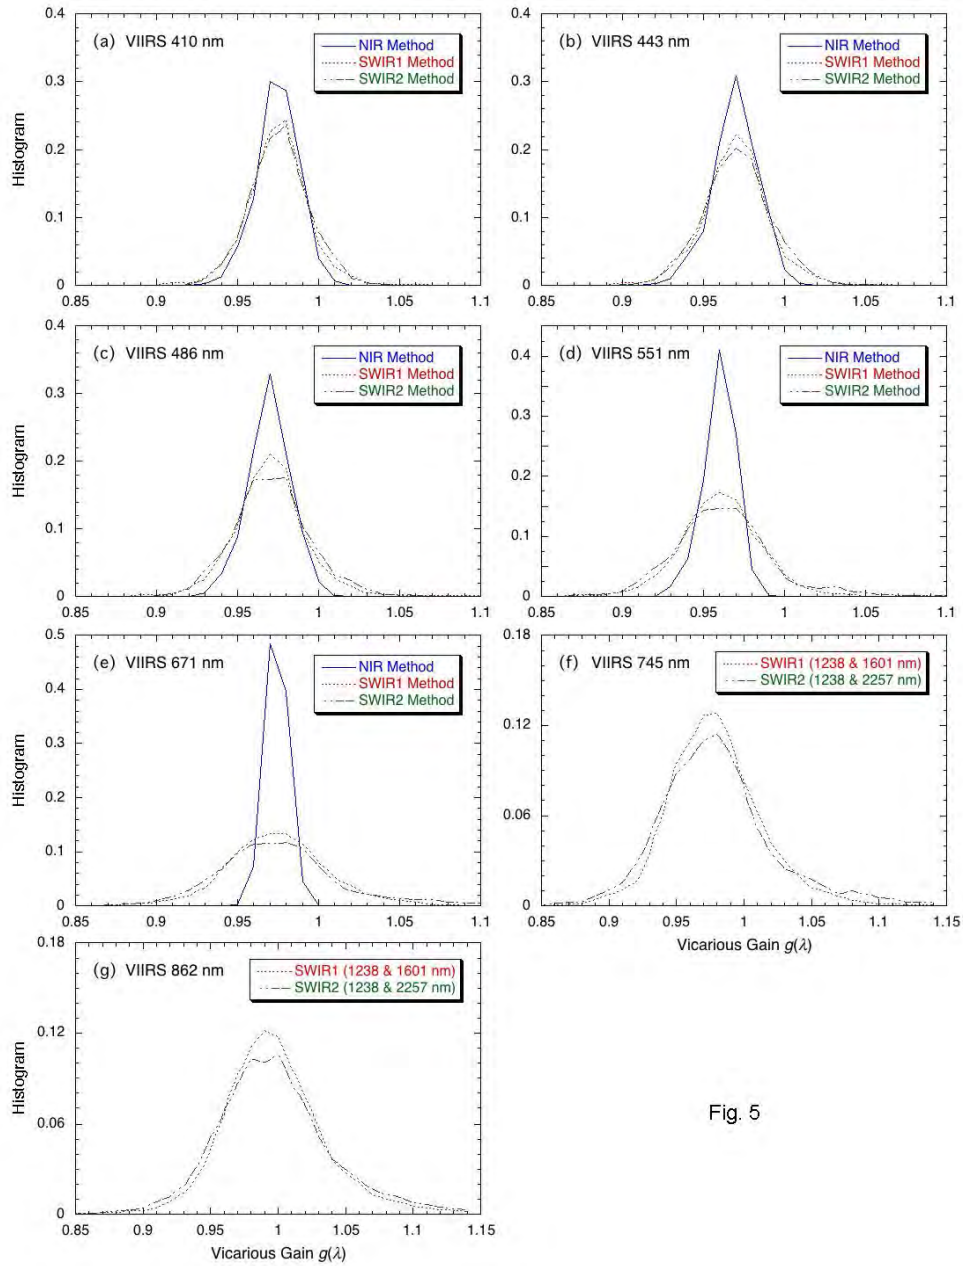 0.4
(a) VIIRS 410 nm
NIR Method
SWIR1 Method
SWIR2 Method
0.3
0.2
0.1
0
Histogram
0.85 0.9 0.95 1 1.05 1.1
0.4
(b) VIIRS 443 nm
NIR Method
SWIR1 Method
SWIR2 Method
0.3
0.2
0.1
0
0.85 0.9 0.95 1 1.05 1.1
0.4
(c) VIIRS 486 nm
NIR Method
SWIR1 Method
SWIR2 Method
0.3
0.2
0.1
0
Histogram
0.85 0.9 0.95 1 1.05 1.1
(d) VIIRS 551 nm
NIR Method
SWIR1 Method
SWIR2 Method
0.4
0.3
0.2
0.1
0
0.85 0.9 0.95 1 1.05 1.1
0.5
(e) VIIRS 671 nm
NIR Method
SWIR1 Method
SWIR2 Method
0.4
0.3
0.2
0.1
0
Histogram
0.85 0.9 0.95 1 1.05 1.1
0.18
(f) VIIRS 745 nm
SWIR1 (1238 & 1601 nm)
SWIR2 (1238 & 2257 nm)
0.12
0.06
0
0.85 0.9 0.95 1 1.05 1.1 1.15
Vicarious Gain g(λ)
0.18
(g) VIIRS 862 nm
SWIR1 (1238 & 1601 nm)
SWIR2 (1238 & 2257 nm)
0.12
0.06
0
Histogram
0.85 0.9 0.95 1 1.05 1.1 1.15
Vicarious Gain g(λ)
Fig. 5